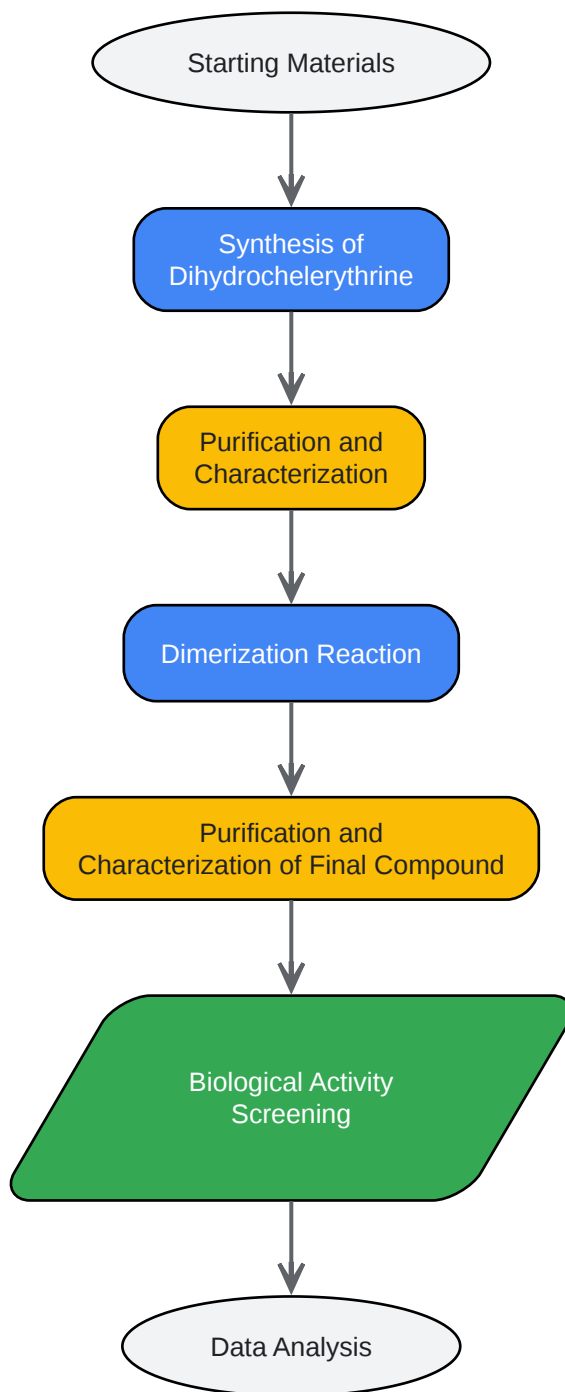 Starting Materials
Synthesis of
Dihydrochelerythrine
Purification and
Characterization
Dimerization Reaction
Purification and
Characterization of Final Compound
Biological Activity
Screening
Data Analysis